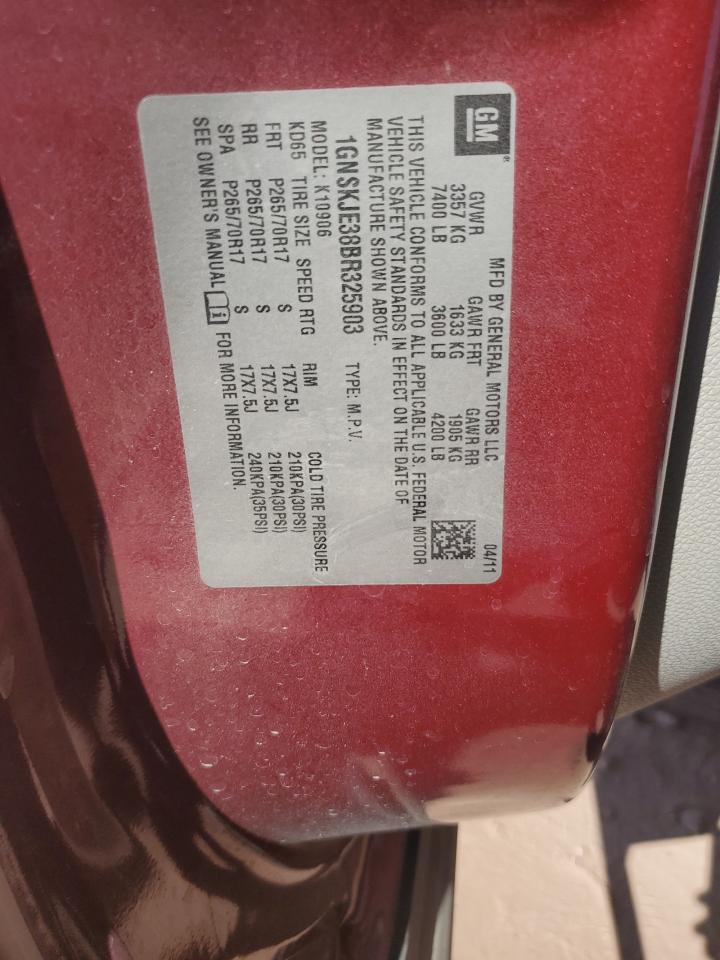 GM®
MFD BY GENERAL MOTORS LLC 04/11
GVWR GAWR FRT GAWR RR
3357 KG 1633 KG 1905 KG
7400 LB 3600 LB 4200 LB
THIS VEHICLE CONFORMS TO ALL APPLICABLE U.S. FEDERAL MOTOR
VEHICLE SAFETY STANDARDS IN EFFECT ON THE DATE OF
MANUFACTURE SHOWN ABOVE.
1GNSKJE38BR325903 TYPE: M.P.V.
MODEL: K10906
KD65 TIRE SIZE SPEED RTG RIM COLD TIRE PRESSURE
FRT P265/70R17 S 17X7.5J 210KPA(30PSI)
RR P265/70R17 S 17X7.5J 210KPA(30PSI)
SPA P265/70R17 S 17X7.5J 240KPA(35PSI)
SEE OWNER'S MANUAL i FOR MORE INFORMATION.